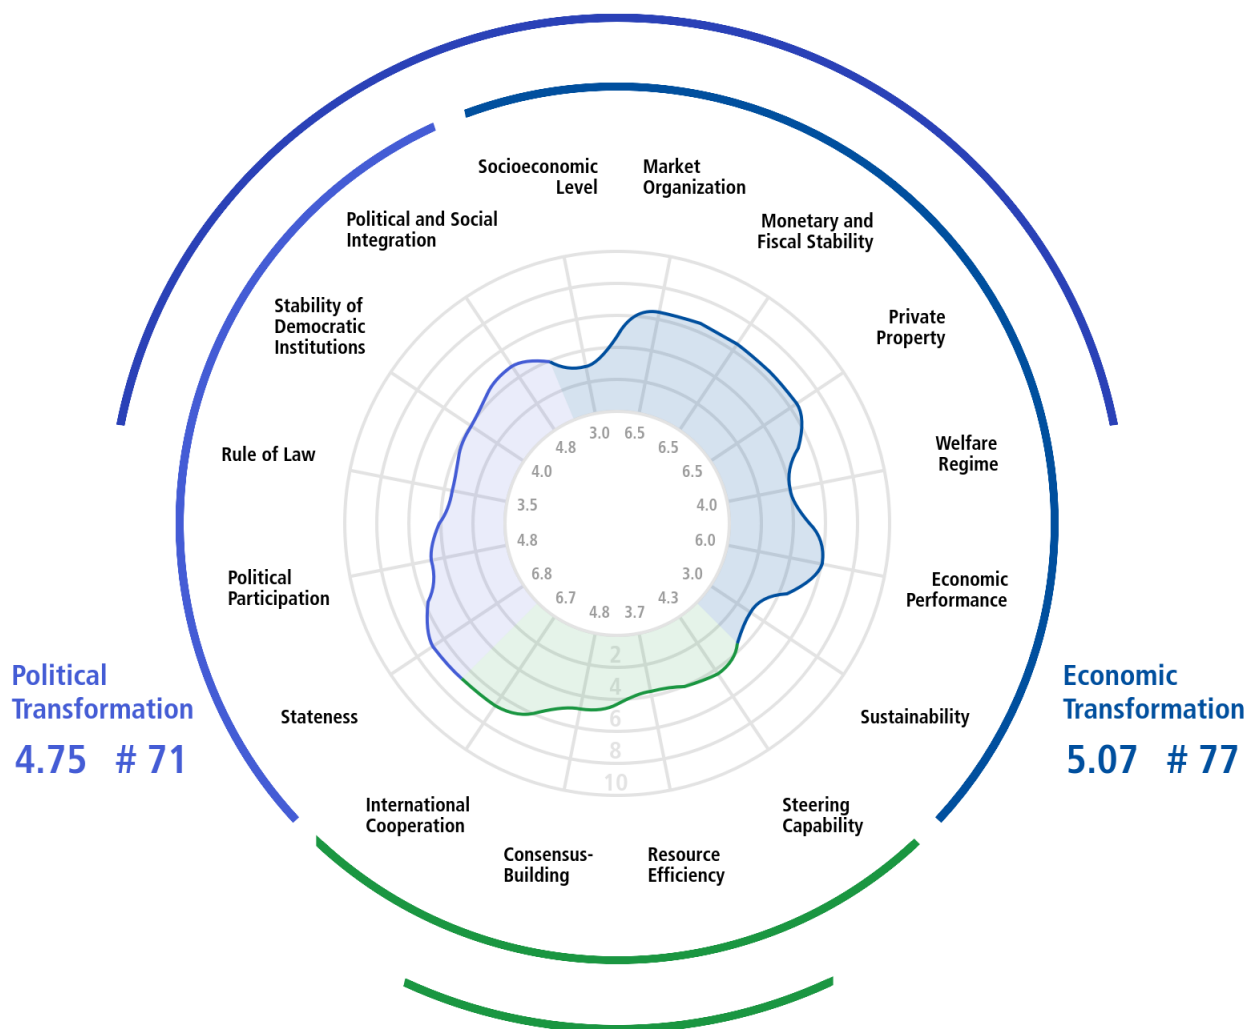 Socioeconomic
Level
Market
Organization
Political and Social
Integration
Monetary and
Fiscal Stability
Stability of
Democratic
Institutions
Private
Property
Rule of Law
Welfare
Regime
Political
Participation
Economic
Performance
Stateness
Sustainability
International
Cooperation
Steering
Capability
Consensus-
Building
Resource
Efficiency
3.0
6.5
6.5
6.5
4.0
6.0
3.0
4.3
3.7
4.8
6.7
6.8
4.8
3.5
4.0
4.8
2
4
6
8
10
Political
Transformation
4.75 # 71
Economic
Transformation
5.07 # 77